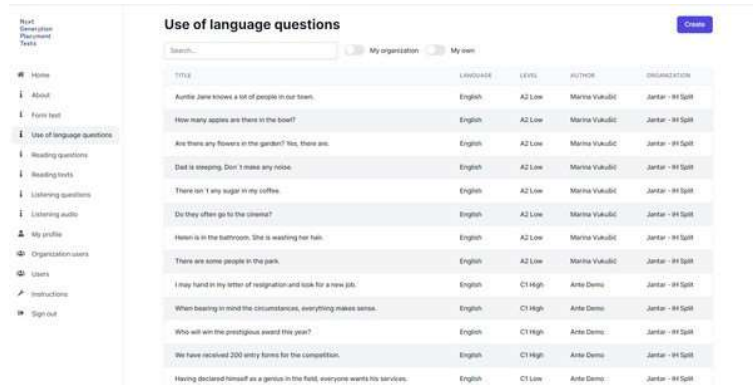 Next
Generation
Placement
Tests
Home
About
Form test
Use of language questions
Reading questions
Reading texts
Listening questions
Listening audio
My profile
Organization users
Users
Instructions
Sign out
Use of language questions
Create
Search...
My organization
My own
TITLE LANGUAGE LEVEL AUTHOR ORGANIZATION
Auntie Jane knows a lot of people in our town. English A2 Low Marina Vukušić Jantar - IH Split
How many apples are there in the bowl? English A2 Low Marina Vukušić Jantar - IH Split
Are there any flowers in the garden? Yes, there are. English A2 Low Marina Vukušić Jantar - IH Split
Dad is sleeping. Don't make any noise. English A2 Low Marina Vukušić Jantar - IH Split
There isn't any sugar in my coffee. English A2 Low Marina Vukušić Jantar - IH Split
Do they often go to the cinema? English A2 Low Marina Vukušić Jantar - IH Split
Helen is in the bathroom. She is washing her hair. English A2 Low Marina Vukušić Jantar - IH Split
There are some people in the park. English A2 Low Marina Vukušić Jantar - IH Split
I may hand in my letter of resignation and look for a new job. English C1 High Ante Demo Jantar - IH Split
When bearing in mind the circumstances, everything makes sense. English C1 High Ante Demo Jantar - IH Split
Who will win the prestigious award this year? English C1 High Ante Demo Jantar - IH Split
We have received 200 entry forms for the competition. English C1 High Ante Demo Jantar - IH Split
Having declared himself as a genius in the field, everyone wants his services. English C1 Low Ante Demo Jantar - IH Split